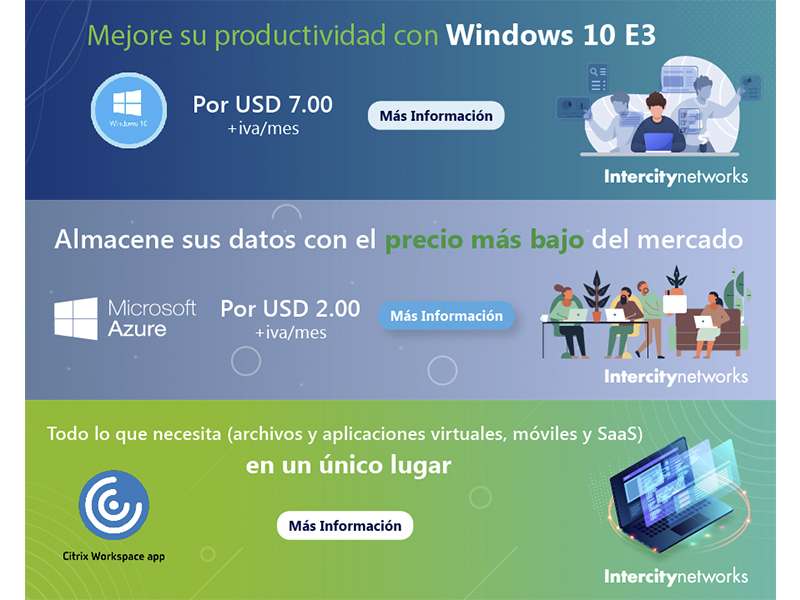 Mejore su productividad con Windows 10 E3
Windows 10
Por USD 7.00
+iva/mes
Más Información
Intercitynetworks
Almacene sus datos con el precio más bajo del mercado
Microsoft
Azure
Por USD 2.00
+iva/mes
Más Información
Intercitynetworks
Todo lo que necesita (archivos y aplicaciones virtuales, móviles y SaaS)
en un único lugar
Citrix Workspace app
Más Información
Intercitynetworks